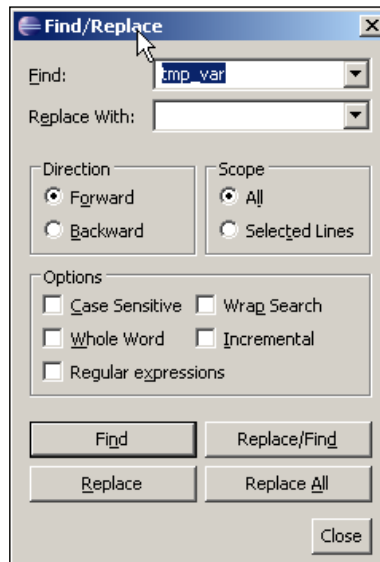 Find/Replace
Find: tmp_var
Replace With:
Direction Scope
Forward All
Backward Selected Lines
Options
Case Sensitive Wrap Search
Whole Word Incremental
Regular expressions
Find Replace/Find
Replace Replace All
Close